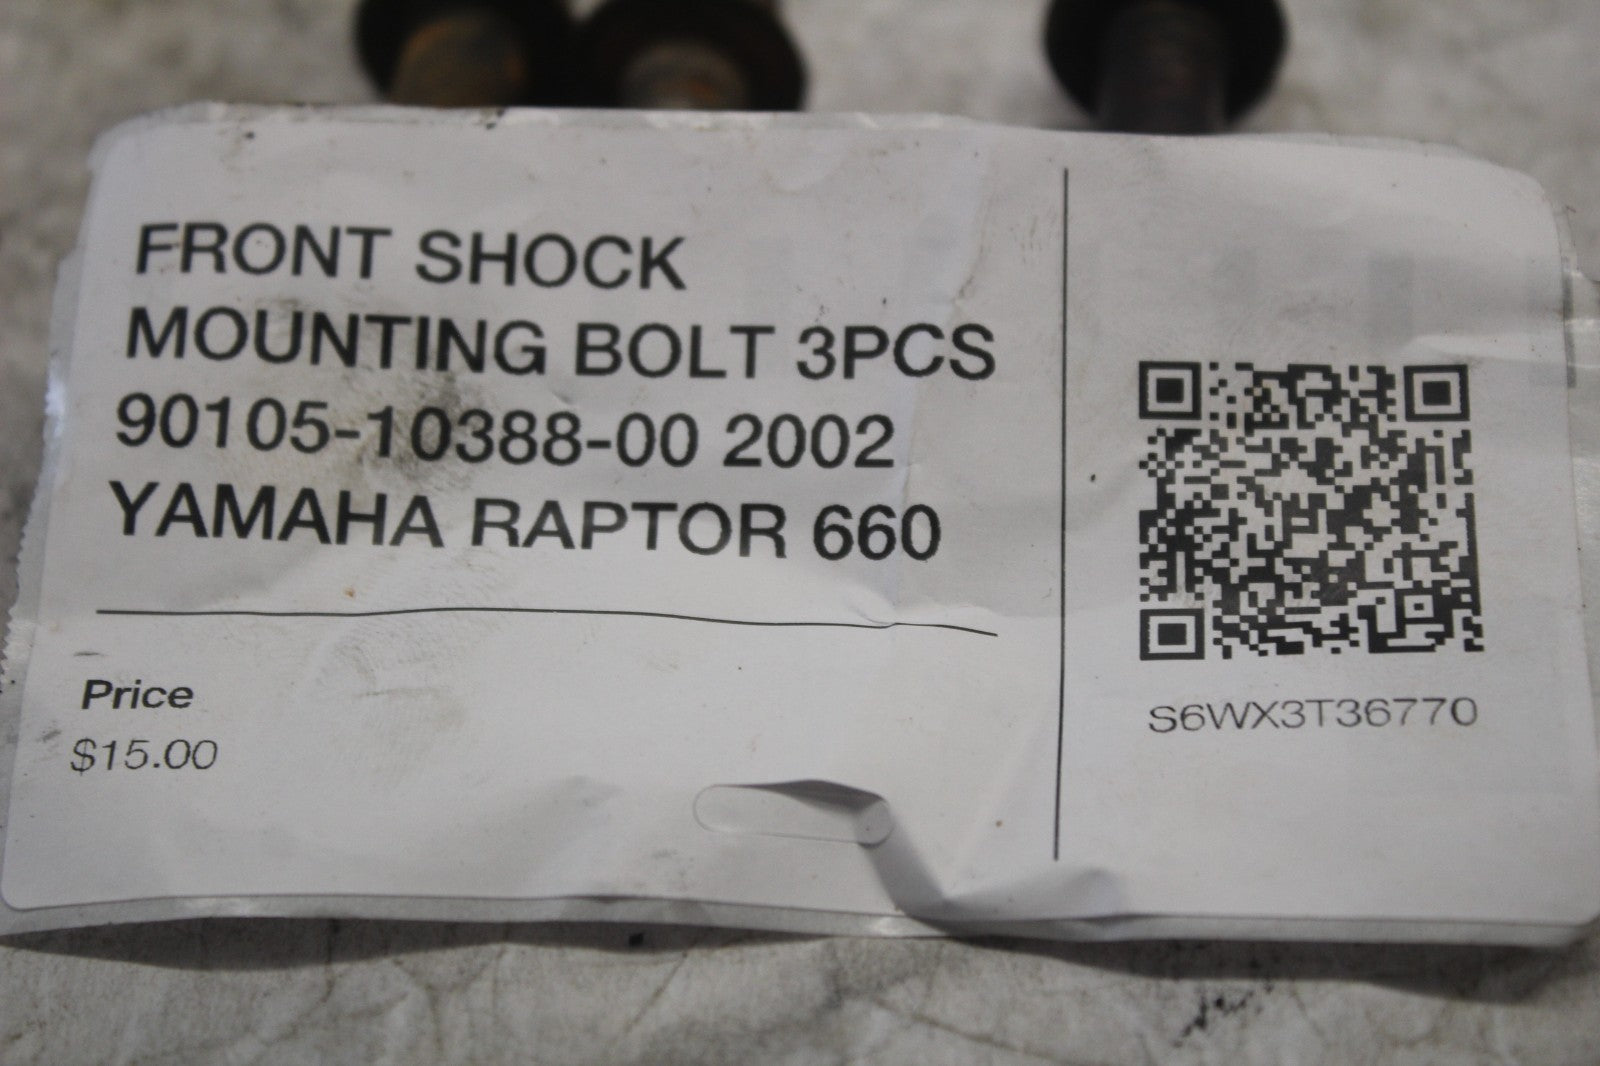 FRONT SHOCK
MOUNTING BOLT 3PCS
90105-10388-00 2002
YAMAHA RAPTOR 660
Price
$15.00
S6WX3T36770